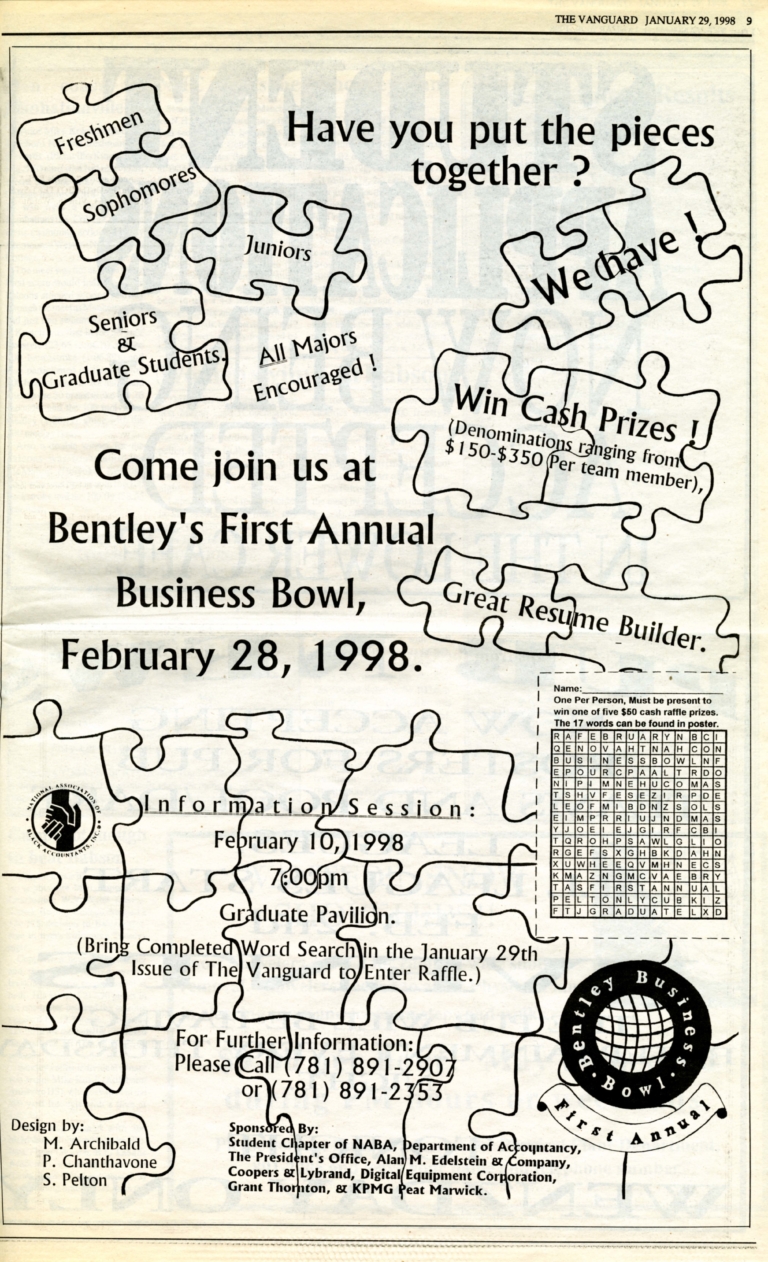 THE VANGUARD JANUARY 29, 1998 9
Freshmen
Sophomores
Juniors
Seniors
&
Graduate Students.
All Majors
Encouraged !
Have you put the pieces
together ?
We have !
Win Cash Prizes !
(Denominations ranging from
$150-$350 (Per team member),
Great Resume Builder.
Come join us at
Bentley's First Annual
Business Bowl,
February 28, 1998.
Name:
One Per Person, Must be present to
win one of five $50 cash raffle prizes.
The 17 words can be found in poster.
R A F E B R U A R Y N B C I
Q E N O V A H T N A H C O N
B U S I N E S S B O W L N F
E P O U R C P A A L T R D O
N I P L M N E H U C O M A S
T S H V F E S E Z I R P D E
L E O F M I B D N Z S O L S
E I M P R R I U J N D M A S
Y J O E I E J G I R F C B I
T Q R O H P S A W L G L I O
R G E F S X G H B K D A H N
X U W H E E Q V M H N E C S
K M A Z N G M C V A E B R Y
T A S F I R S T A N N U A L
P E L T O N L Y C U B K I Z
F T J G R A D U A T E L X D
NATIONAL ASSOCIATION OF
BLACK ACCOUNTANTS, INC.
Information Session:
February 10, 1998
7:00pm
Graduate Pavilion.
(Bring Completed Word Search in the January 29th
Issue of The Vanguard to Enter Raffle.)
For Further Information:
Please Call (781) 891-2907
or (781) 891-2353
Bentley Business
Bowl
First Annual
Design by:
M. Archibald
P. Chanthavone
S. Pelton
Sponsored By:
Student Chapter of NABA, Department of Accountancy,
The President's Office, Alan M. Edelstein & Company,
Coopers & Lybrand, Digital Equipment Corporation,
Grant Thornton, & KPMG Peat Marwick.